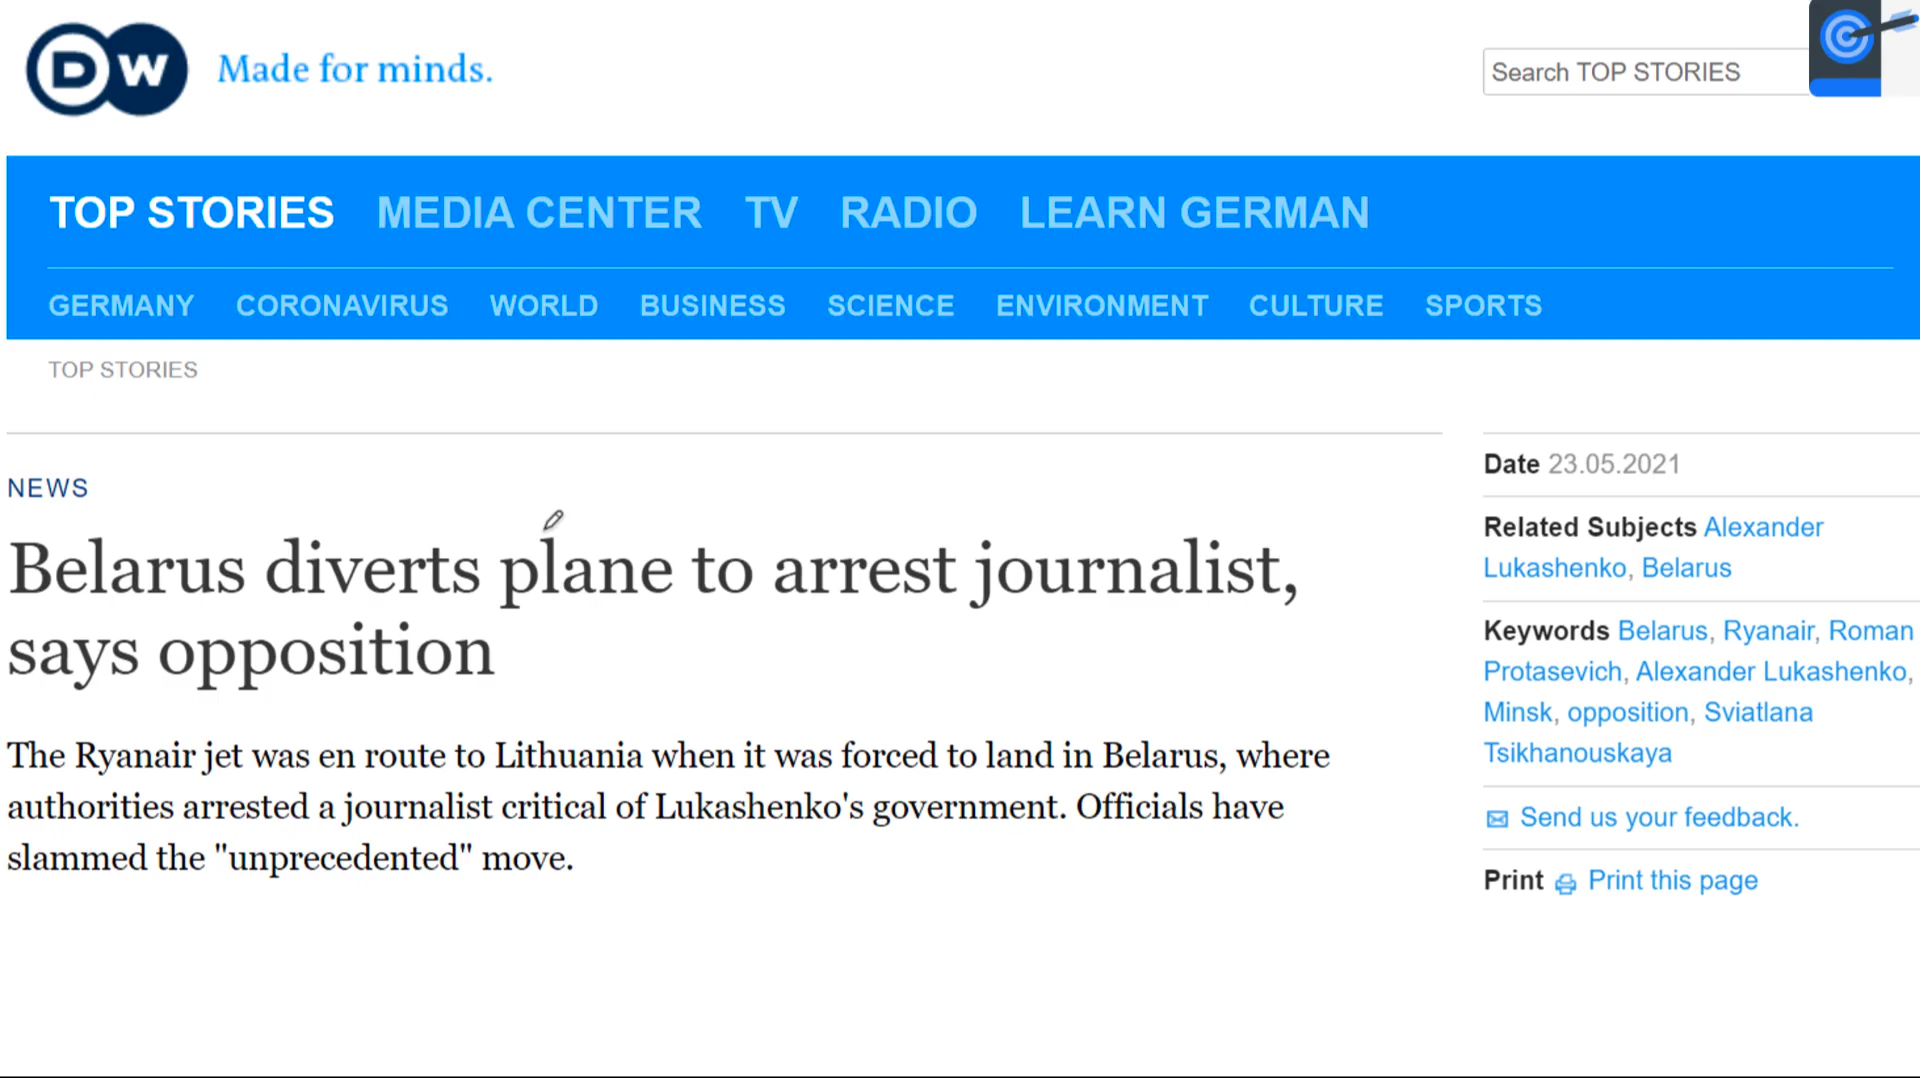 DW Made for minds.
Search TOP STORIES
TOP STORIES MEDIA CENTER TV RADIO LEARN GERMAN
GERMANY CORONAVIRUS WORLD BUSINESS SCIENCE ENVIRONMENT CULTURE SPORTS
TOP STORIES
NEWS
Belarus diverts plane to arrest journalist,
says opposition
The Ryanair jet was en route to Lithuania when it was forced to land in Belarus, where
authorities arrested a journalist critical of Lukashenko's government. Officials have
slammed the "unprecedented" move.
Date 23.05.2021
Related Subjects Alexander
Lukashenko, Belarus
Keywords Belarus, Ryanair, Roman
Protasevich, Alexander Lukashenko,
Minsk, opposition, Sviatlana
Tsikhanouskaya
Send us your feedback.
Print Print this page